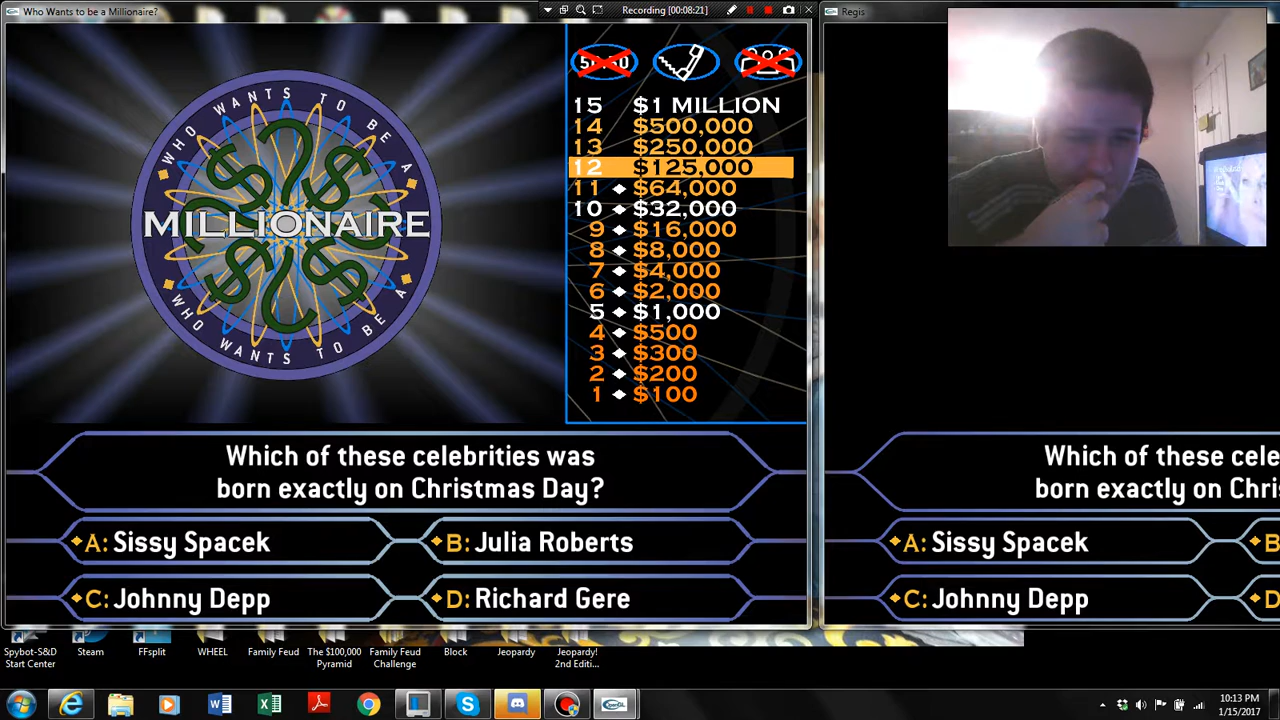 Who Wants to be a Millionaire?
Recording [00:08:21]
Regis
WHO WANTS TO BE A
MILLIONAIRE
WHO WANTS TO BE A
50:50
15 $1 MILLION
14 $500,000
13 $250,000
12 $125,000
11 $64,000
10 $32,000
9 $16,000
8 $8,000
7 $4,000
6 $2,000
5 $1,000
4 $500
3 $300
2 $200
1 $100
Which of these celebrities was
born exactly on Christmas Day?
A: Sissy Spacek
B: Julia Roberts
C: Johnny Depp
D: Richard Gere
Which of these cele
born exactly on Chri
A: Sissy Spacek
B
C: Johnny Depp
D
Spybot-S&D
Start Center
Steam
FFsplit
WHEEL
Family Feud
The $100,000
Pyramid
Family Feud
Challenge
Block
Jeopardy
Jeopardy!
2nd Editi...
OpenGL
10:13 PM
1/15/2017